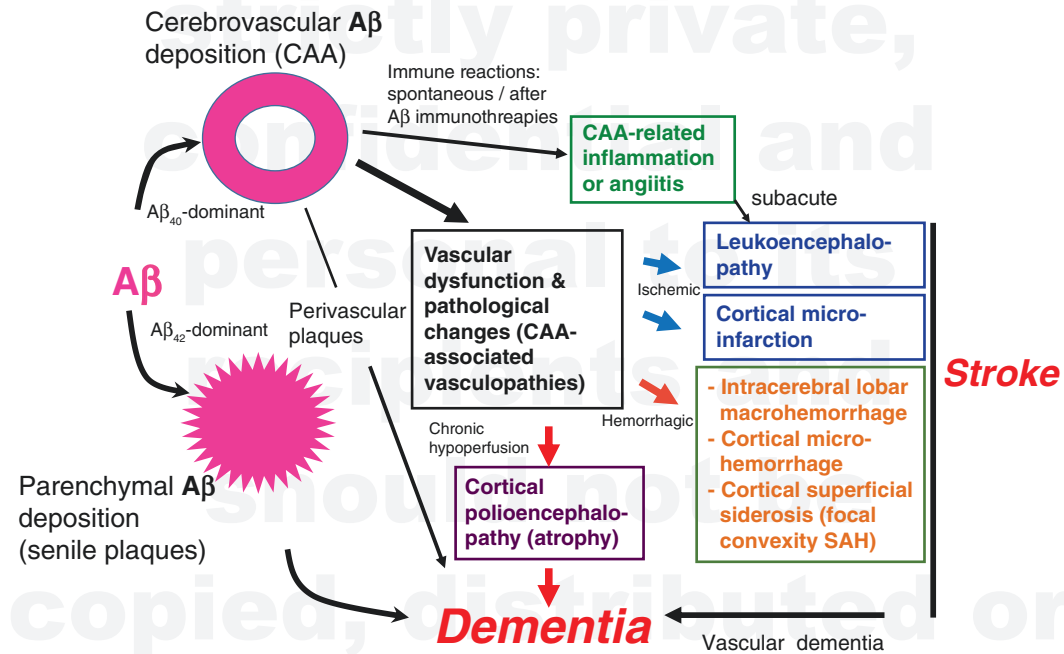 Cerebrovascular Aβ
deposition (CAA)
Immune reactions:
spontaneous / after
Aβ immunothreapies
CAA-related
inflammation
or angiitis
subacute
Aβ40-dominant
Aβ
Aβ42-dominant
Perivascular
plaques
Vascular
dysfunction &
pathological
changes (CAA-
associated
vasculopathies)
Ischemic
Leukoencephalo-
pathy
Cortical micro-
infarction
Hemorrhagic
- Intracerebral lobar
macrohemorrhage
- Cortical micro-
hemorrhage
- Cortical superficial
siderosis (focal
convexity SAH)
Stroke
Chronic
hypoperfusion
Cortical
polioencephalo-
pathy (atrophy)
Parenchymal Aβ
deposition
(senile plaques)
Dementia
Vascular dementia
strictly private,
confidential and
personal to its
recipients and
should not be
copied, distributed or